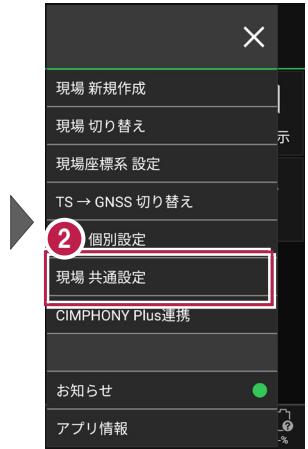 ×
現場 新規作成
現場 切り替え
示
現場座標系 設定
TS → GNSS 切り替え
2 個別設定
現場 共通設定
CIMPHONY Plus連携
お知らせ
アプリ情報
-%